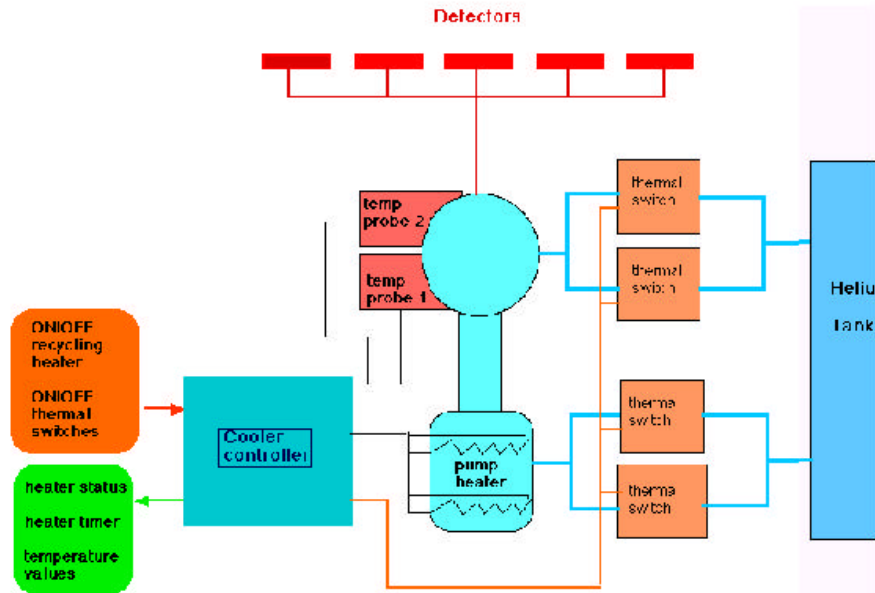 Detectors
temp
probe 2
temp
probe 1
thermal
switch
thermal
switch
Heliu
Tank
ON/OFF
recycling
heater
ON/OFF
thermal
switches
Cooler
controller
pump
heater
therma
switch
therma
switch
heater status
heater timer
temperature
values